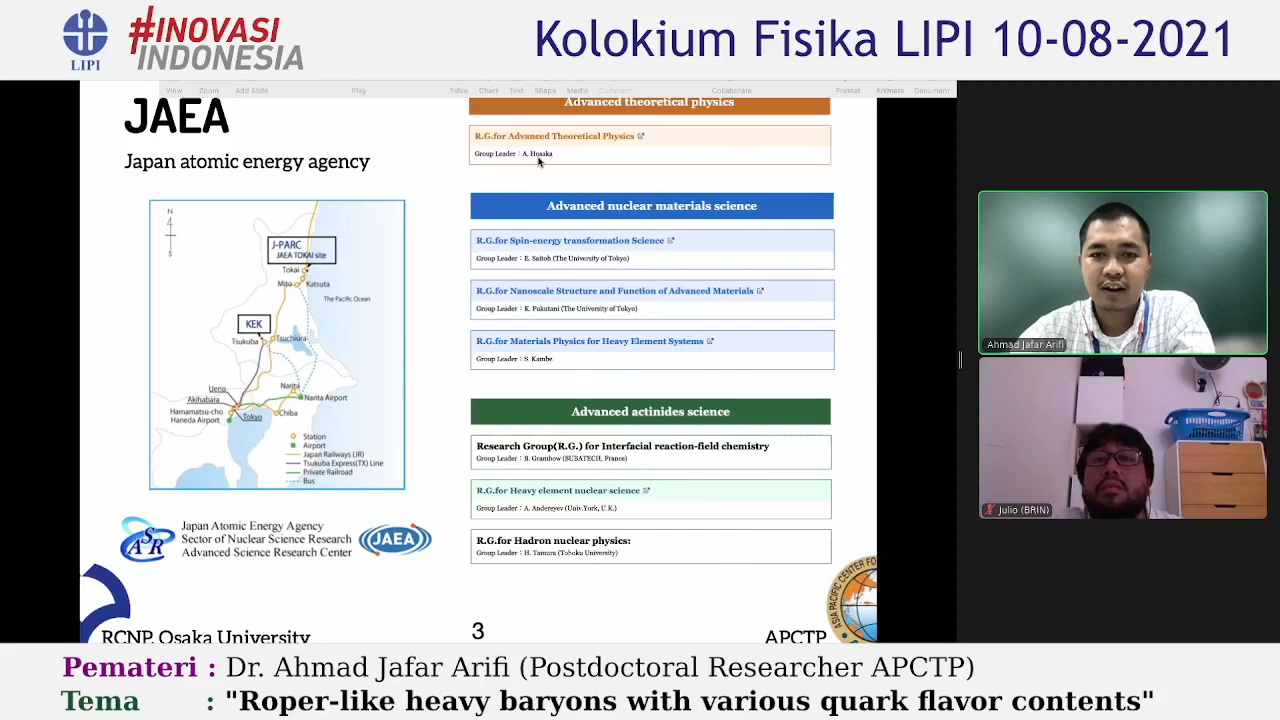 LIPI
#INOVASI
INDONESIA
Kolokium Fisika LIPI 10-08-2021
View Zoom Add Slide Play Table Chart Text Shape Media Comment Collaborate Format Animate Document
JAEA
Japan atomic energy agency
N
S
J-PARC
JAEA TOKAI site
Tokai
Mito
Katsuta
The Pacific Ocean
KEK
Tsukuba
Tsuchiura
Ueno
Akihabara
Hamamatsu-cho
Haneda Airport
Tokyo
Narita
Narita Airport
Chiba
Station
Airport
Japan Railways (JR)
Tsukuba Express(TX) Line
Private Railroad
Bus
ASR
Japan Atomic Energy Agency
Sector of Nuclear Science Research
Advanced Science Research Center
JAEA
Advanced theoretical physics
R.G.for Advanced Theoretical Physics
Group Leader : A. Hosaka
Advanced nuclear materials science
R.G.for Spin-energy transformation Science
Group Leader : E. Saitoh (The University of Tokyo)
R.G.for Nanoscale Structure and Function of Advanced Materials
Group Leader : K. Fukutani (The University of Tokyo)
R.G.for Materials Physics for Heavy Element Systems
Group Leader : S. Kambe
Advanced actinides science
Research Group(R.G.) for Interfacial reaction-field chemistry
Group Leader : B. Grambow (SUBATECH, France)
R.G.for Heavy element nuclear science
Group Leader : A. Andreyev (Univ.York, U.K.)
R.G.for Hadron nuclear physics:
Group Leader : H. Tamura (Tohoku University)
RCNP, Osaka University
3
APCTP
ASIA PACIFIC CENTER FO
Ahmad Jafar Arifi
Julio (BRIN)
Pemateri : Dr. Ahmad Jafar Arifi (Postdoctoral Researcher APCTP)
Tema : "Roper-like heavy baryons with various quark flavor contents"